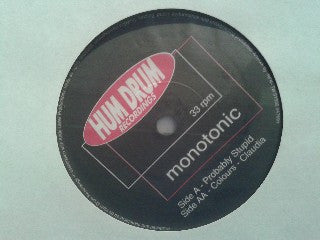 HUM DRUM
RECORDINGS
33 rpm
monotonic
Side A - Probably Stupid
Side AA - Colours - Claudia